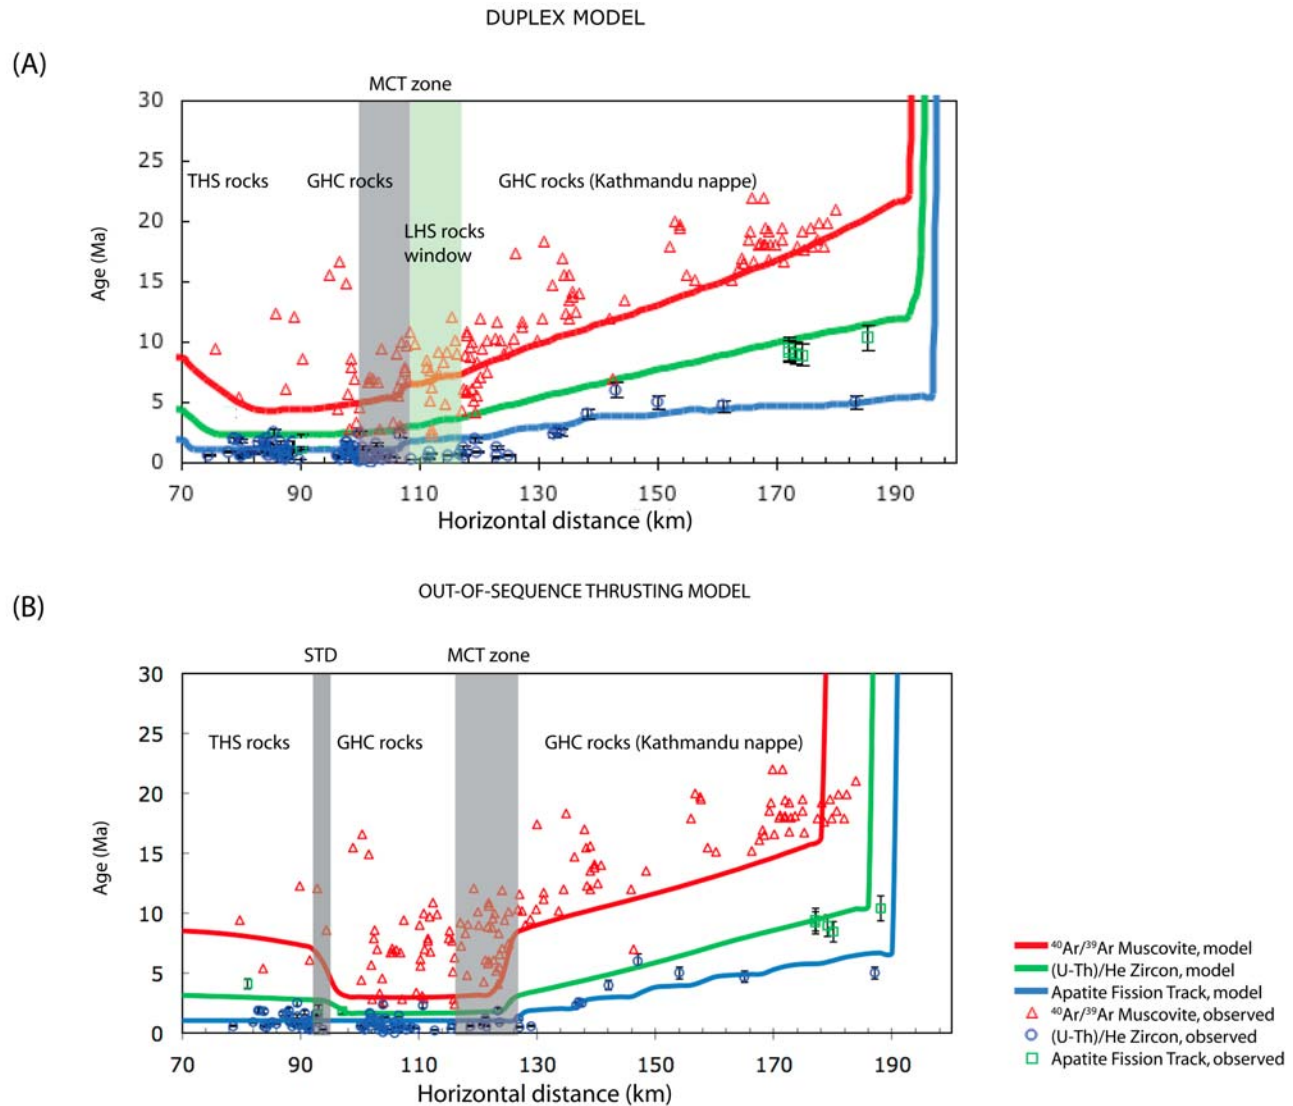 DUPLEX MODEL
(A)
MCT zone
30
25
20
15
10
5
0
Age (Ma)
THS rocks
GHC rocks
GHC rocks (Kathmandu nappe)
LHS rocks
window
70
90
110
130
150
170
190
Horizontal distance (km)
OUT-OF-SEQUENCE THRUSTING MODEL
(B)
STD
MCT zone
30
25
20
15
10
5
0
Age (Ma)
THS rocks
GHC rocks
GHC rocks (Kathmandu nappe)
70
90
110
130
150
170
190
Horizontal distance (km)
⁴⁰Ar/³⁹Ar Muscovite, model
(U-Th)/He Zircon, model
Apatite Fission Track, model
⁴⁰Ar/³⁹Ar Muscovite, observed
(U-Th)/He Zircon, observed
Apatite Fission Track, observed